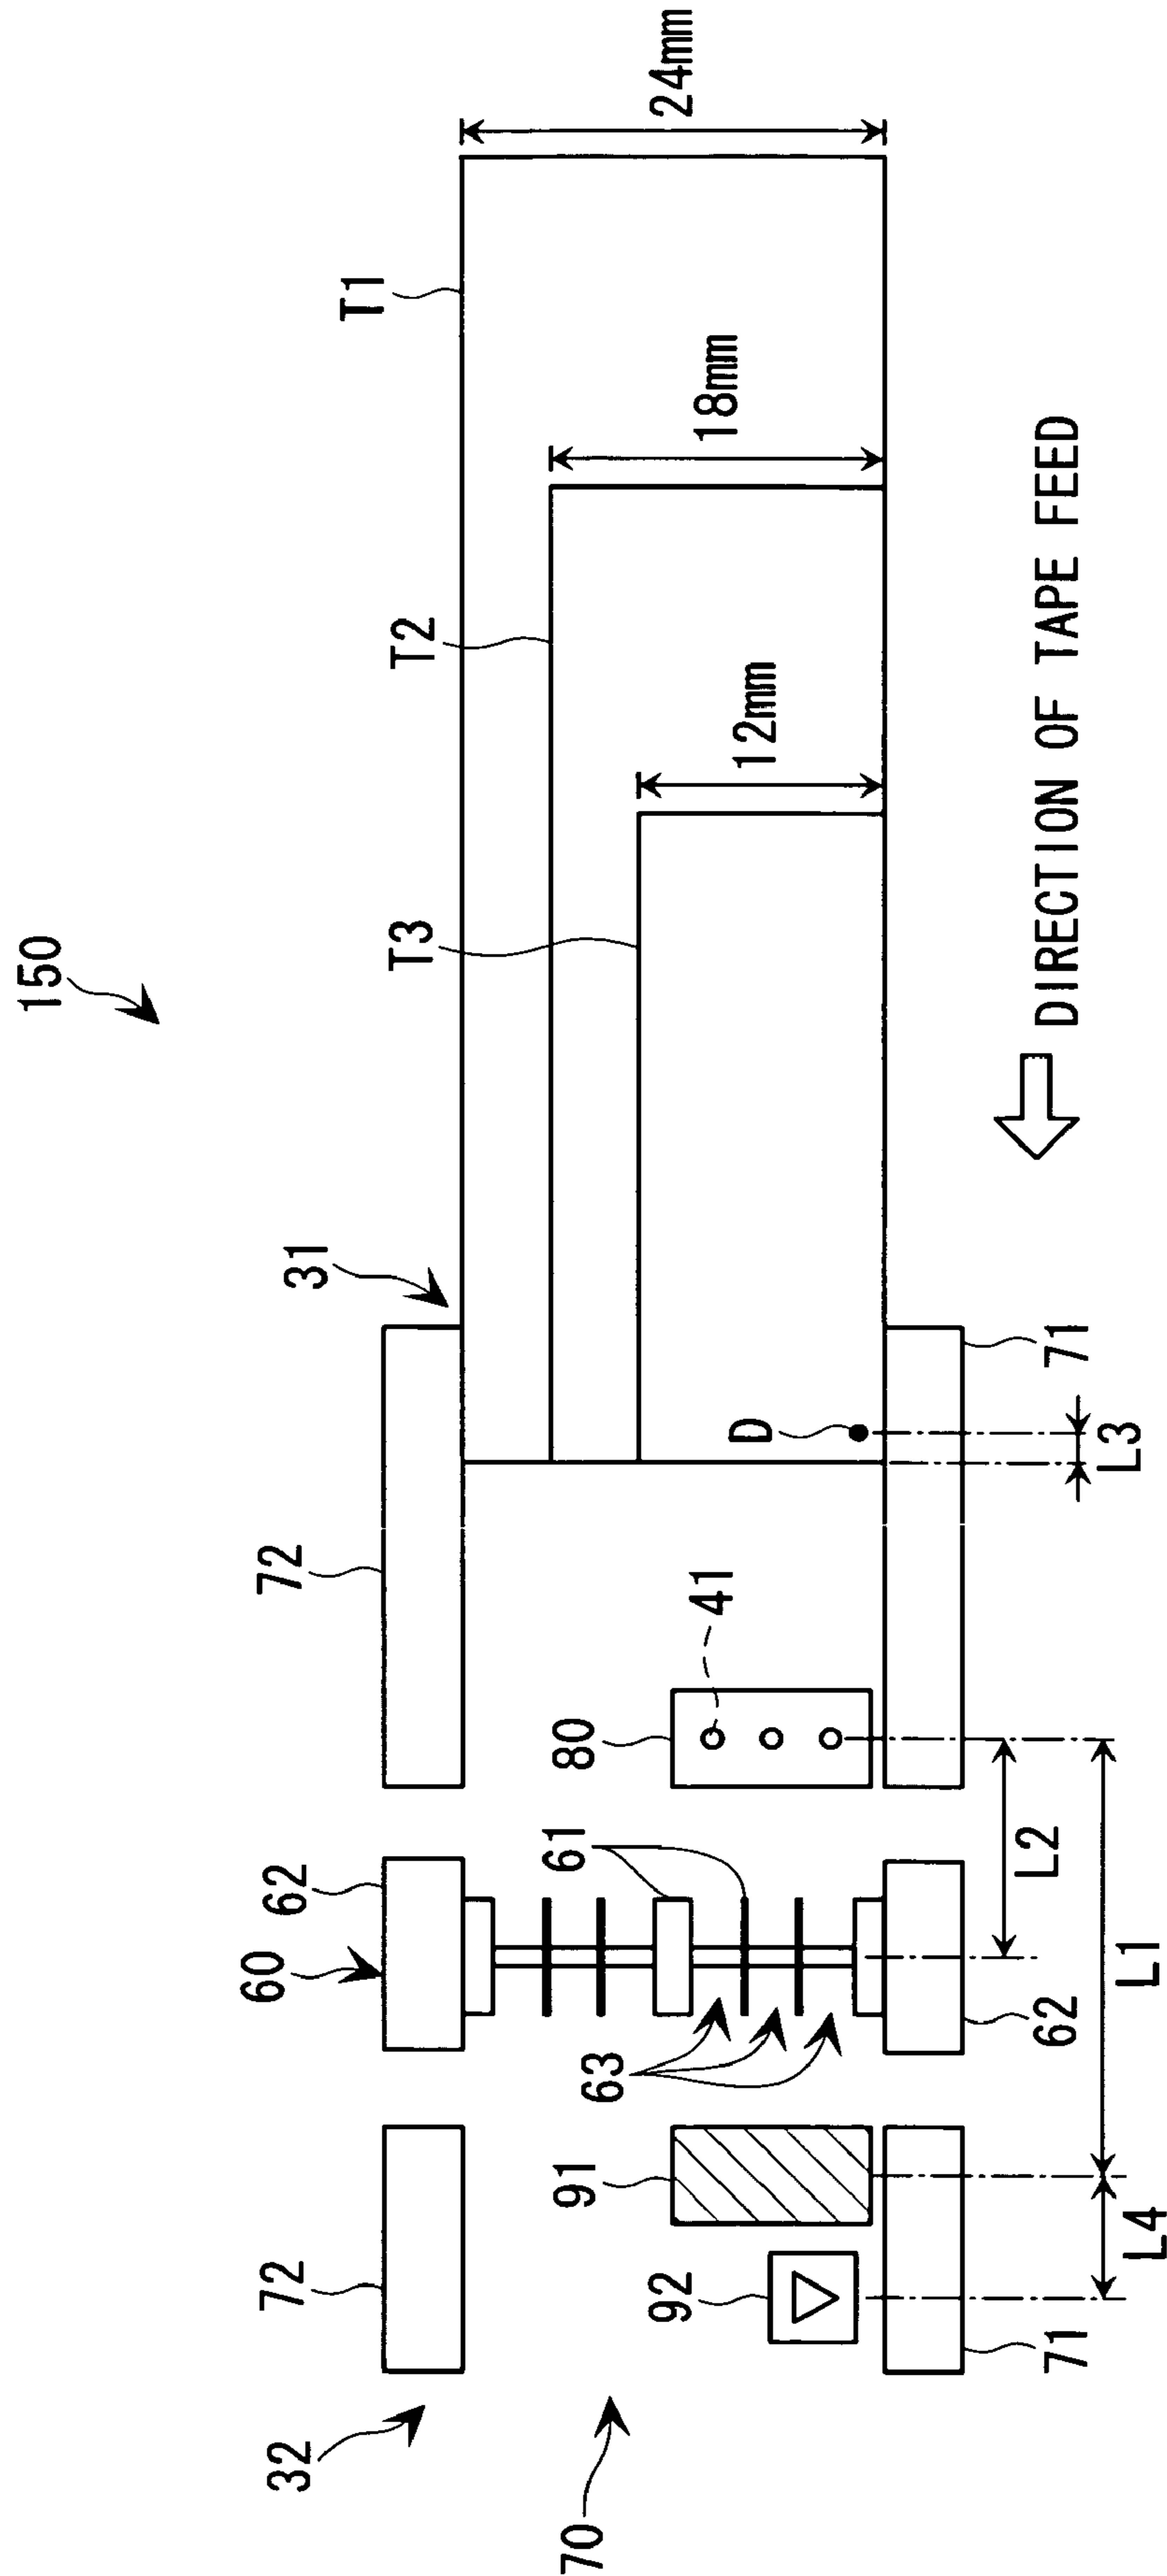 150
T1
T2
T3
24mm
18mm
12mm
31
72
D
71
L3
DIRECTION OF TAPE FEED
41
80
61
62
60
63
62
L2
L1
72
91
92
L4
71
32
70